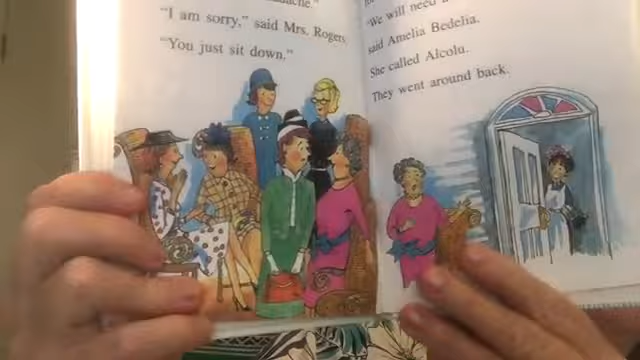 "I am sorry," said Mrs. Rogers.
"You just sit down."
"We will need
said Amelia Bedelia.
She called Alcolu.
They went around back.